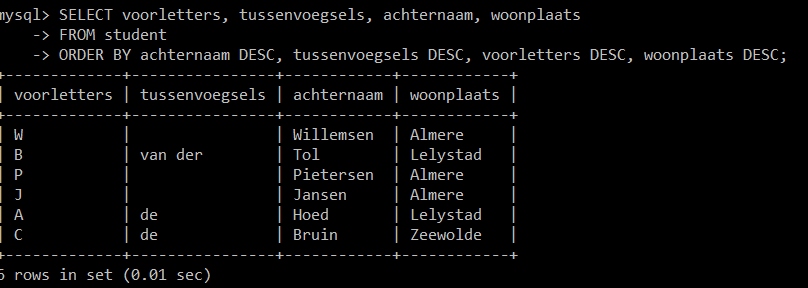 mysql> SELECT voorletters, tussenvoegsels, achternaam, woonplaats
    -> FROM student
    -> ORDER BY achternaam DESC, tussenvoegsels DESC, voorletters DESC, woonplaats DESC;
+-------------+----------------+------------+------------+
| voorletters | tussenvoegsels | achternaam | woonplaats |
+-------------+----------------+------------+------------+
| W           |                | Willemsen  | Almere     |
| B           | van der        | Tol        | Lelystad   |
| P           |                | Pietersen  | Almere     |
| J           |                | Jansen     | Almere     |
| A           | de             | Hoed       | Lelystad   |
| C           | de             | Bruin      | Zeewolde   |
+-------------+----------------+------------+------------+
6 rows in set (0.01 sec)